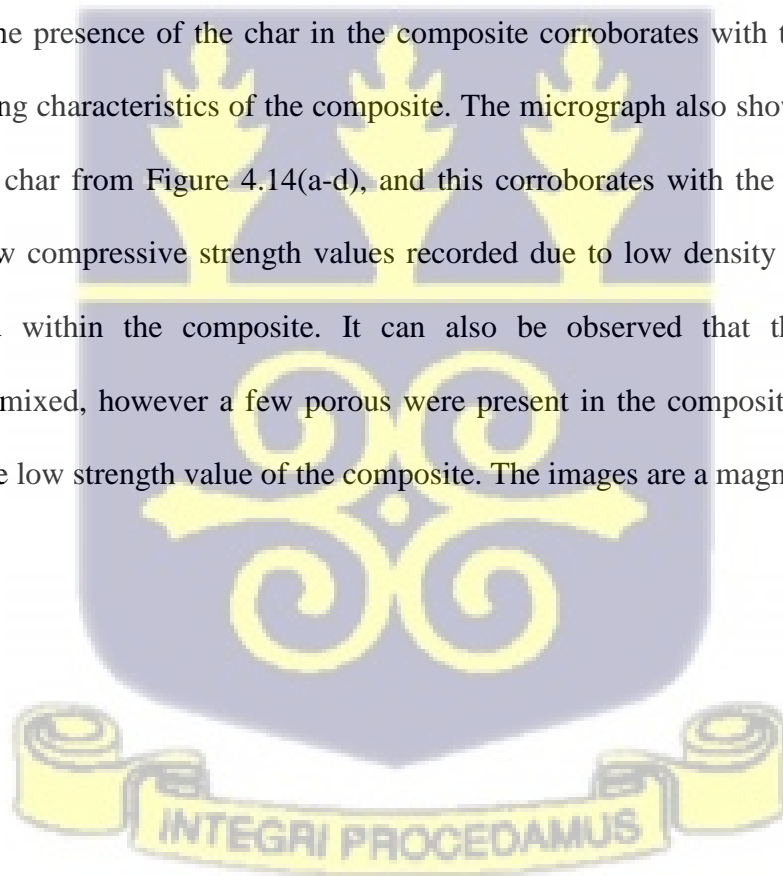 he presence of the char in the composite corroborates with t
ng characteristics of the composite. The micrograph also show
char from Figure 4.14(a-d), and this corroborates with the
w compressive strength values recorded due to low density
within the composite. It can also be observed that th
mixed, however a few porous were present in the composit
e low strength value of the composite. The images are a magn
INTEGRI PROCEDAMUS